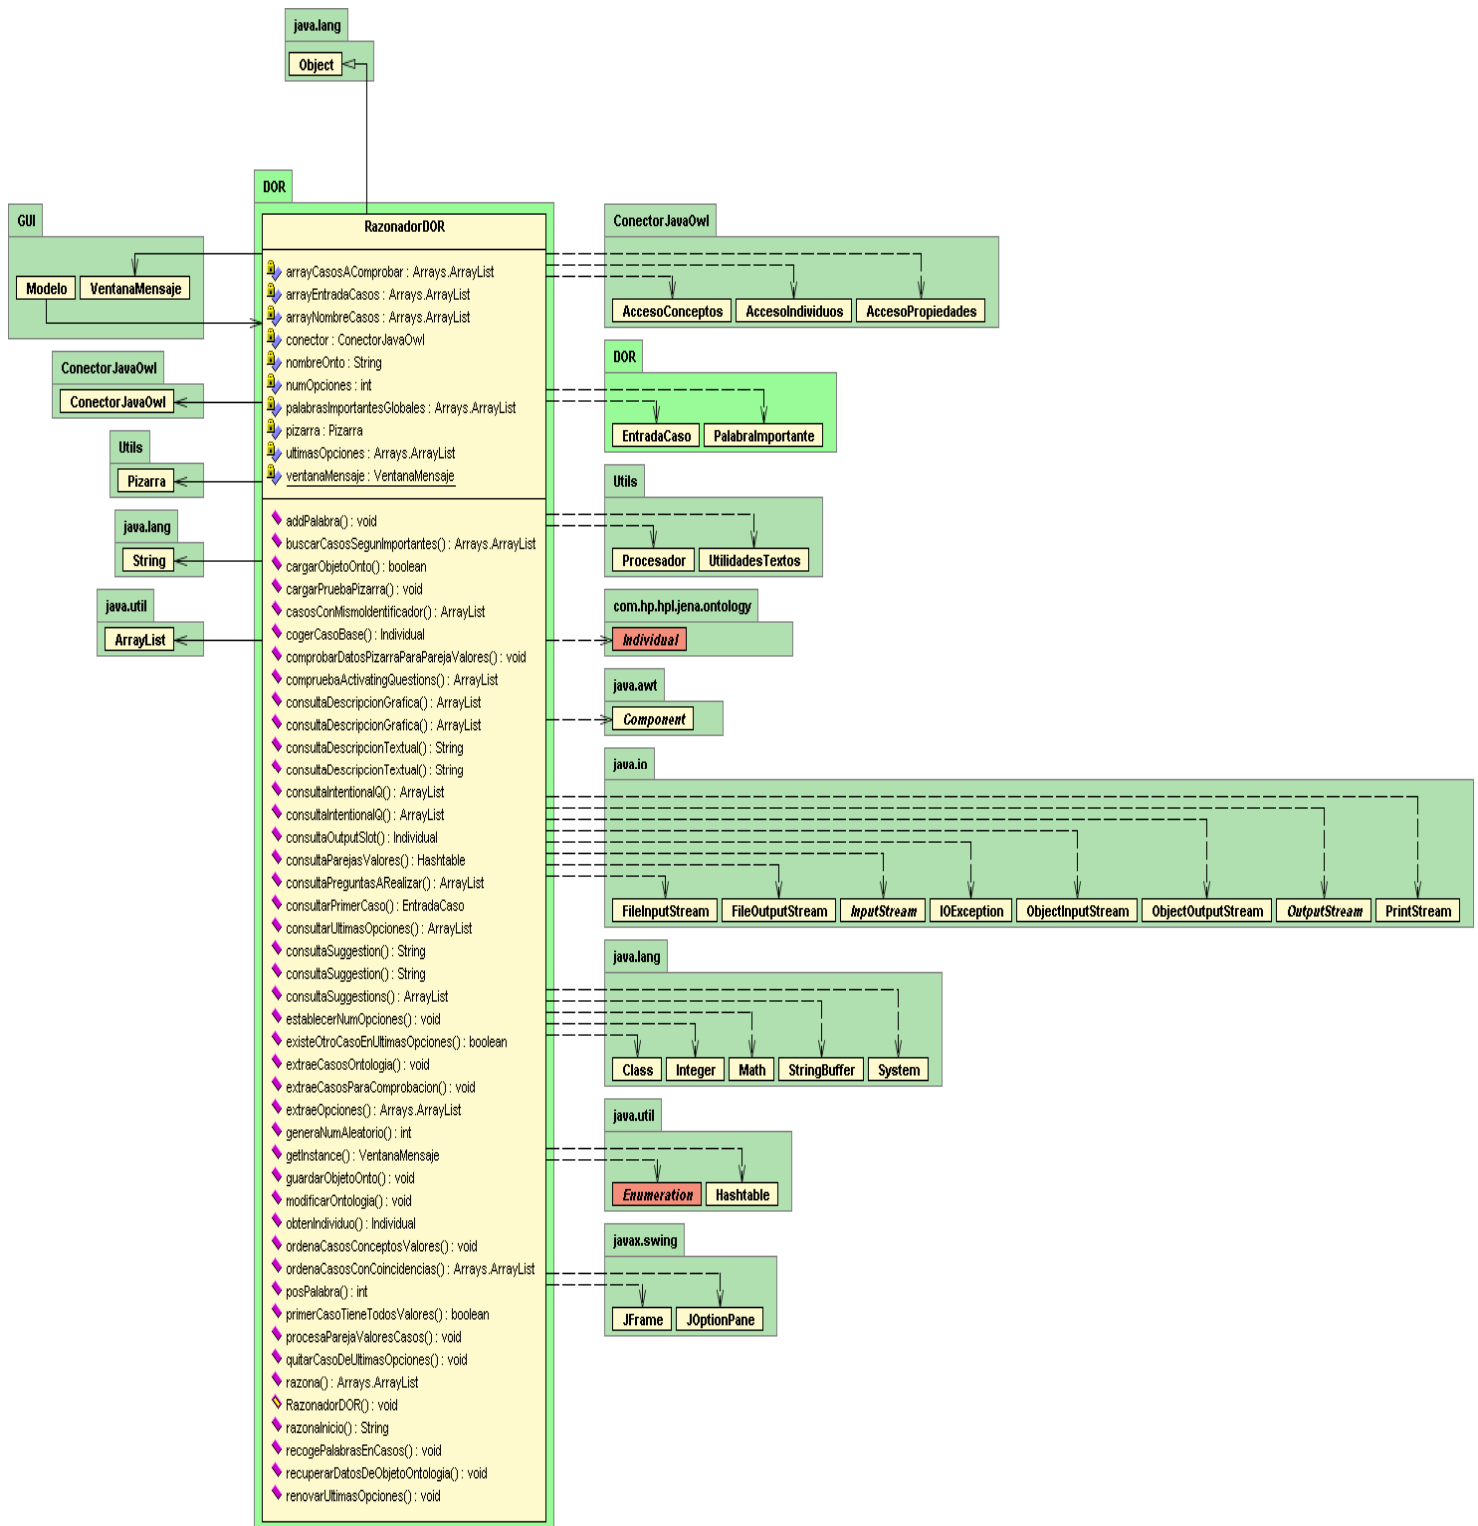 java.lang
Object
DOR
RazonadorDOR
arrayCasosAComprobar : Arrays.ArrayList
arrayEntradaCasos : Arrays.ArrayList
arrayNombreCasos : Arrays.ArrayList
conector : ConectorJavaOwl
nombreOnto : String
numOpciones : int
palabrasImportantesGlobales : Arrays.ArrayList
pizarra : Pizarra
ultimasOpciones : Arrays.ArrayList
ventanaMensaje : VentanaMensaje
addPalabra() : void
buscarCasosSegunImportantes() : Arrays.ArrayList
cargarObjetoOnto() : boolean
cargarPruebaPizarra() : void
casosConMismoIdentificador() : ArrayList
cogerCasoBase() : Individual
comprobarDatosPizarraParaParejaValores() : void
compruebaActivatingQuestions() : ArrayList
consultaDescripcionGrafica() : ArrayList
consultaDescripcionGrafica() : ArrayList
consultaDescripcionTextual() : String
consultaDescripcionTextual() : String
consultaIntentionalQ() : ArrayList
consultaIntentionalQ() : ArrayList
consultaOutputSlot() : Individual
consultaParejasValores() : Hashtable
consultaPreguntasARealizar() : ArrayList
consultarPrimerCaso() : EntradaCaso
consultarUltimasOpciones() : ArrayList
consultaSuggestion() : String
consultaSuggestion() : String
consultaSuggestions() : ArrayList
establecerNumOpciones() : void
existeOtroCasoEnUltimasOpciones() : boolean
extraeCasosOntologia() : void
extraeCasosParaComprobacion() : void
extraeOpciones() : Arrays.ArrayList
generaNumAleatorio() : int
getInstance() : VentanaMensaje
guardarObjetoOnto() : void
modificarOntologia() : void
obtenIndividuo() : Individual
ordenaCasosConceptosValores() : void
ordenaCasosConCoincidencias() : Arrays.ArrayList
posPalabra() : int
primerCasoTieneTodosValores() : boolean
procesaParejaValoresCasos() : void
quitarCasoDeUltimasOpciones() : void
razona() : Arrays.ArrayList
RazonadorDOR() : void
razonaInicio() : String
recogePalabrasEnCasos() : void
recuperarDatosDeObjetoOntologia() : void
renovarUltimasOpciones() : void
GUI
Modelo VentanaMensaje
ConectorJavaOwl
ConectorJavaOwl
Utils
Pizarra
java.lang
String
java.util
ArrayList
ConectorJavaOwl
AccesoConceptos AccesoIndividuos AccesoPropiedades
DOR
EntradaCaso PalabraImportante
Utils
Procesador UtilidadesTextos
com.hp.hpl.jena.ontology
Individual
java.awt
Component
java.io
FileInputStream FileOutputStream InputStream IOException ObjectInputStream ObjectOutputStream OutputStream PrintStream
java.lang
Class Integer Math StringBuffer System
java.util
Enumeration Hashtable
javax.swing
JFrame JOptionPane